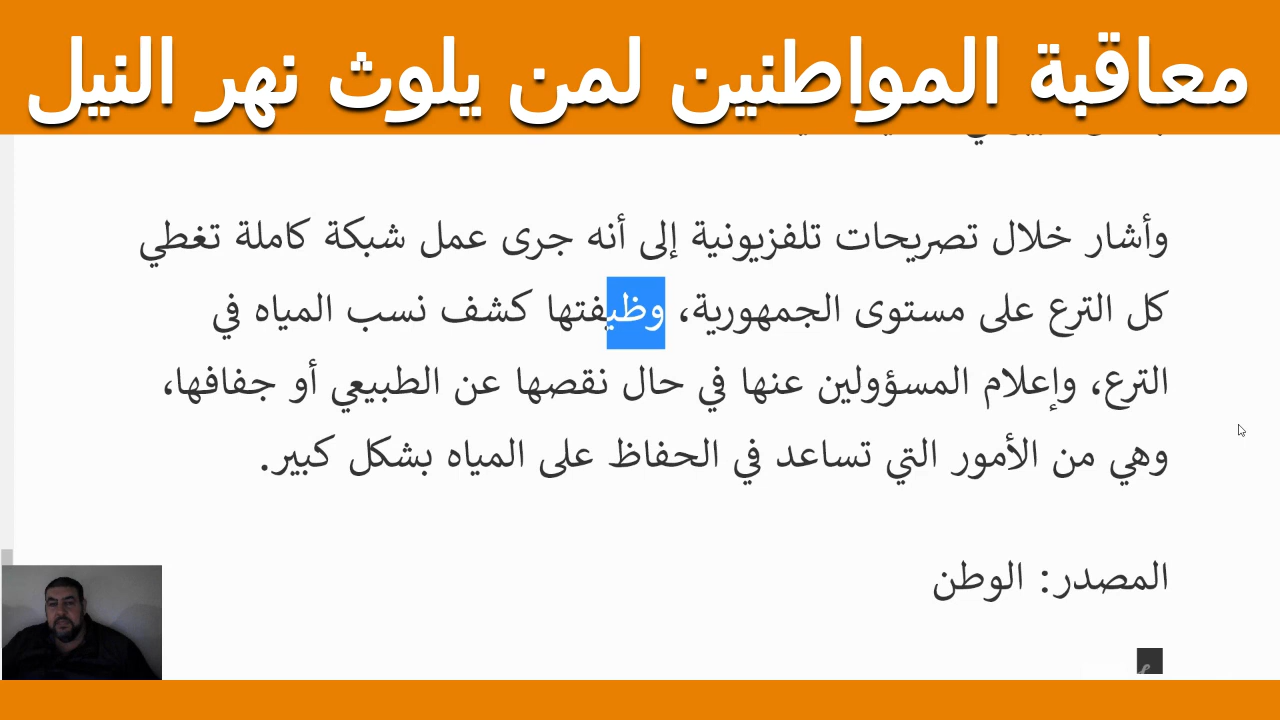 معاقبة المواطنين لمن يلوث نهر النيل
وأشار خلال تصريحات تلفزيونية إلى أنه جرى عمل شبكة كاملة تغطي
كل الترع على مستوى الجمهورية، وظيفتها كشف نسب المياه في
الترع، وإعلام المسؤولين عنها في حال نقصها عن الطبيعي أو جفافها،
وهي من الأمور التي تساعد في الحفاظ على المياه بشكل كبير.
المصدر: الوطن